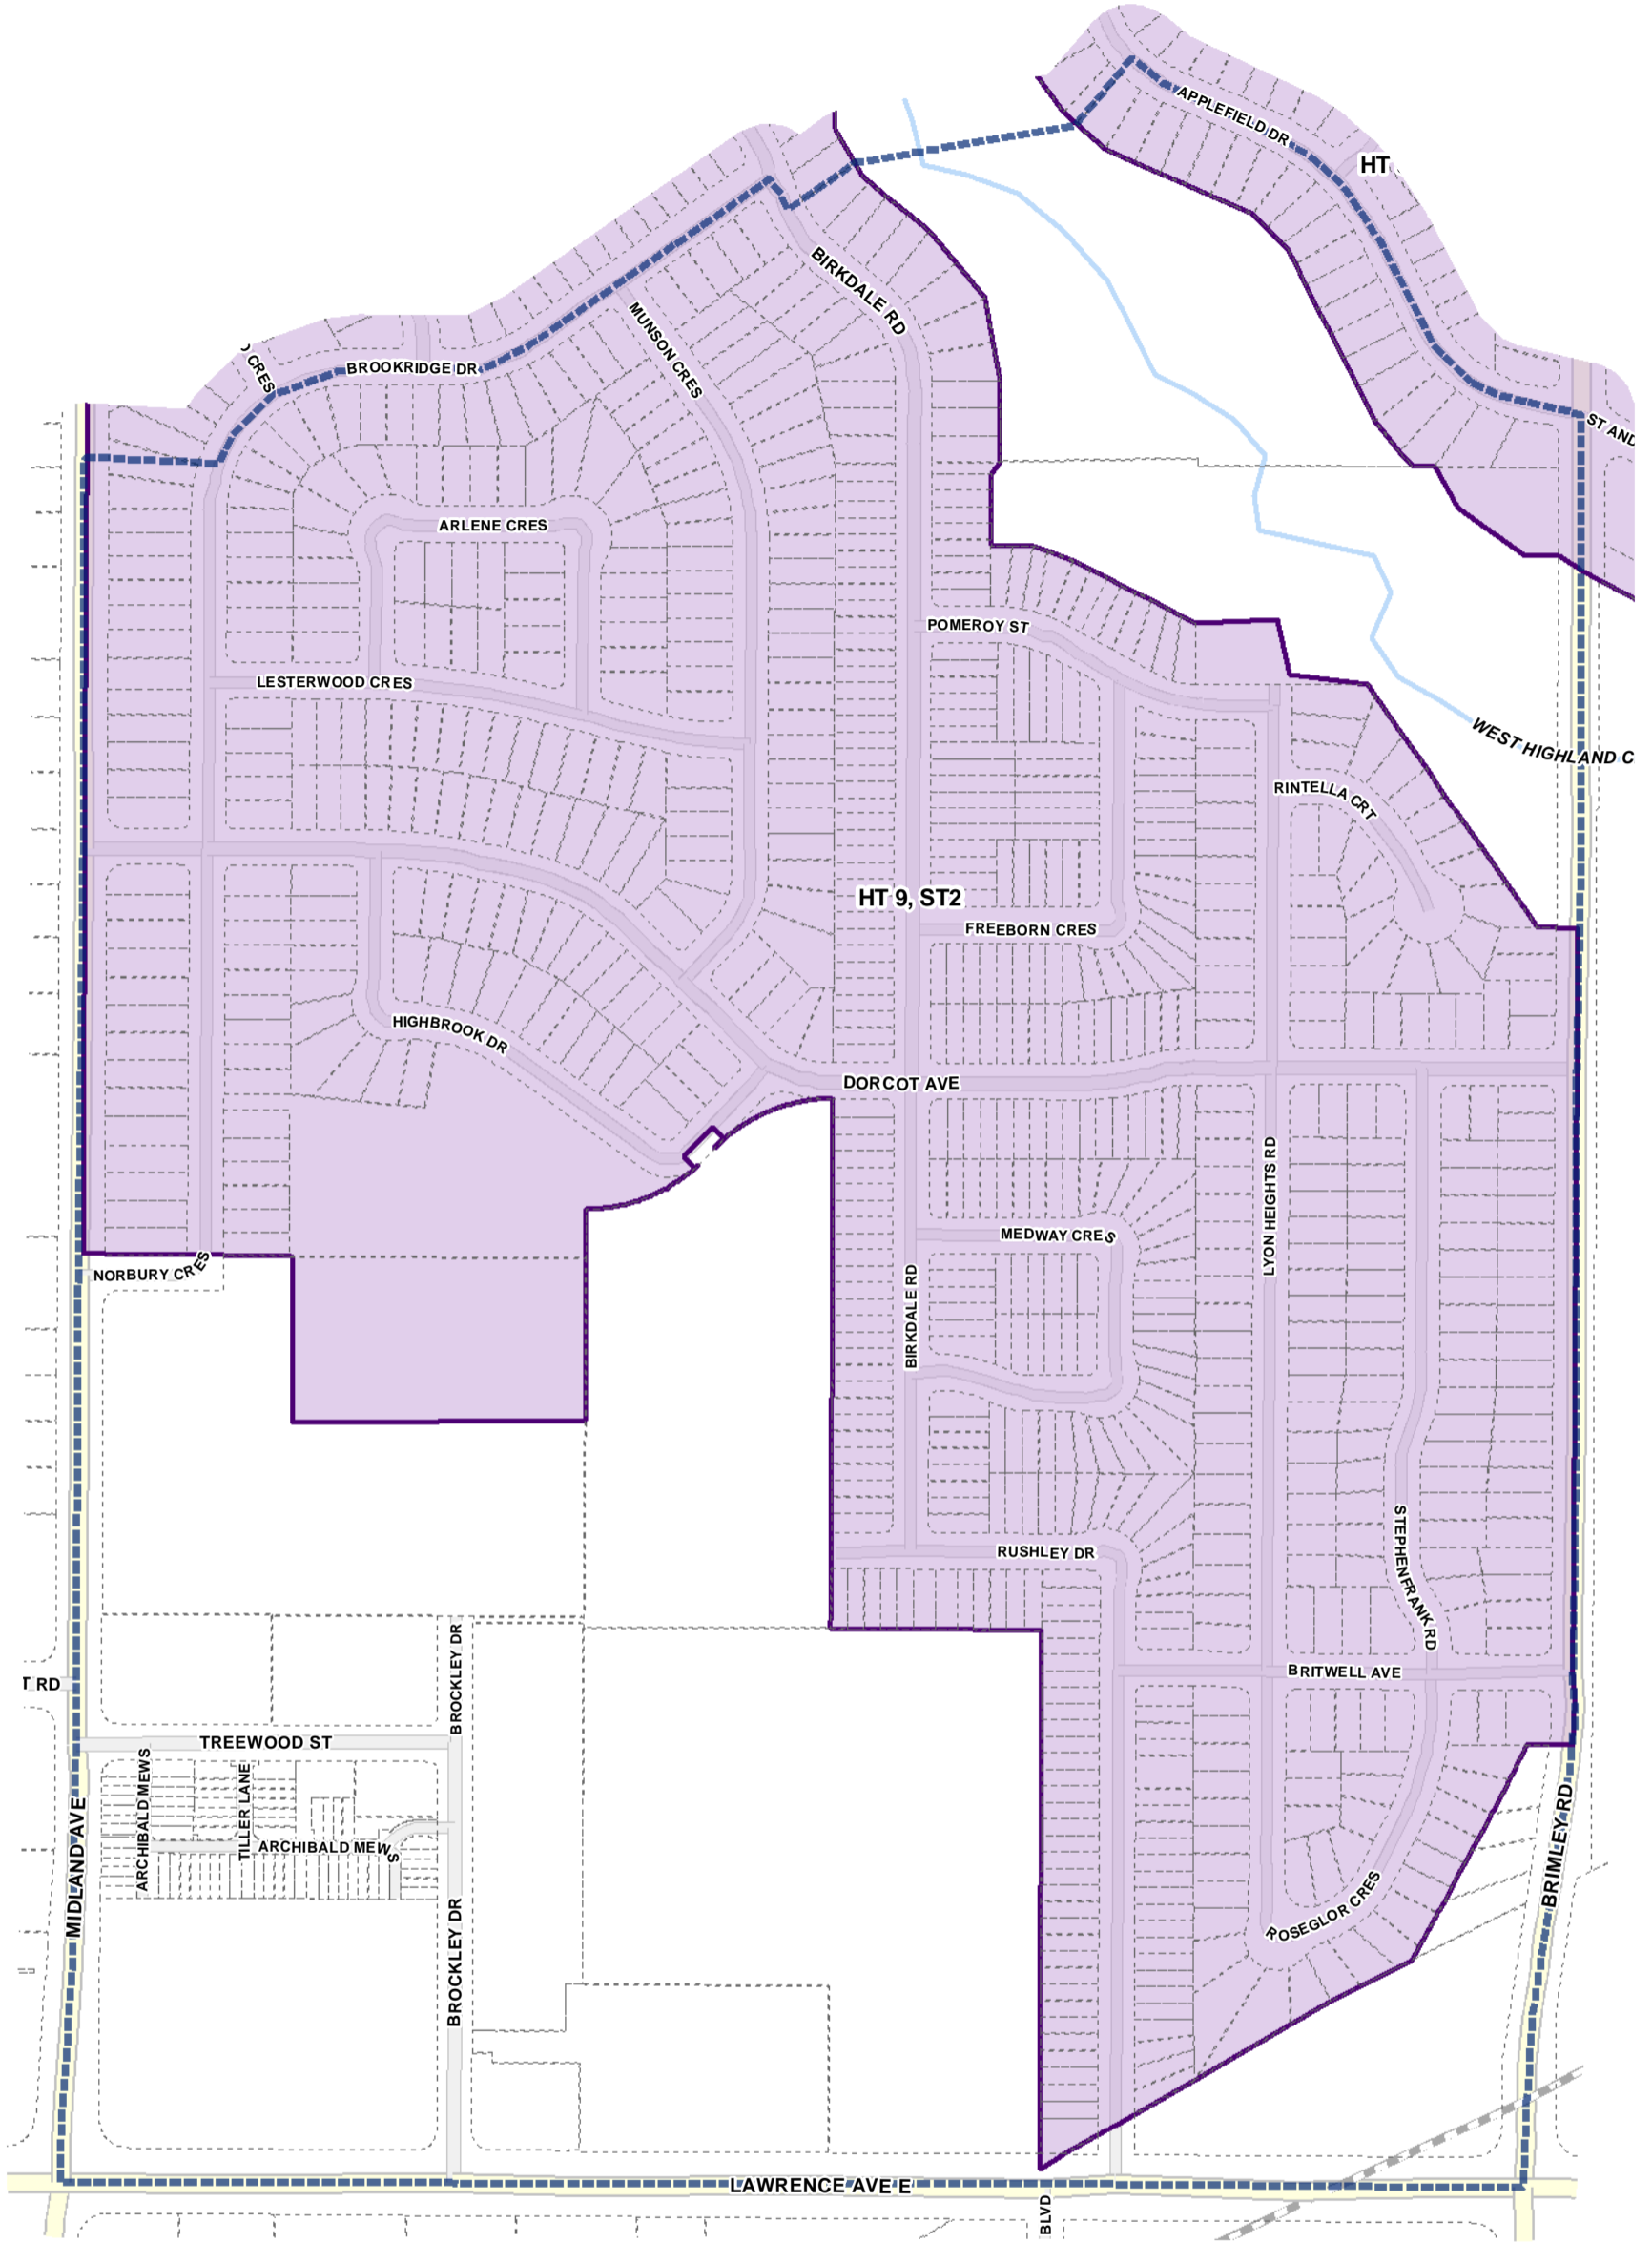 APPLEFIELD DR
HT
BIRKDALE RD
MUNSON CRES
CRES
BROOKRIDGE DR
ST AND
ARLENE CRES
POMEROY ST
LESTERWOOD CRES
WEST HIGHLAND C
RINTELLA CRT
HT 9, ST2
FREEBORN CRES
HIGHBROOK DR
DORCOT AVE
LYON HEIGHTS RD
MEDWAY CRES
NORBURY CRES
BIRKDALE RD
STEPHENFRANK RD
RUSHLEY DR
BROCKLEY DR
BRITWELL AVE
T RD
TREEWOOD ST
ARCHIBALD MEWS
TILLER LANE
ARCHIBALD MEWS
MIDLAND AVE
BRIMLEY RD
ROSEGLOR CRES
BROCKLEY DR
LAWRENCE AVE E
BLVD